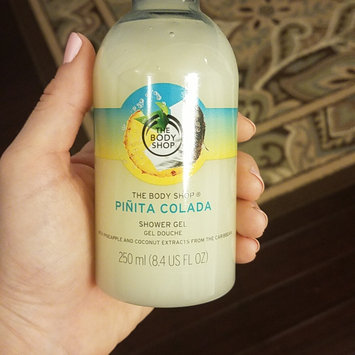 THE
BODY
SHOP
THE BODY SHOP®
PIÑITA COLADA
SHOWER GEL
GEL DOUCHE
PINEAPPLE AND COCONUT EXTRACTS FROM THE
250 ml (8.4 US FL OZ)